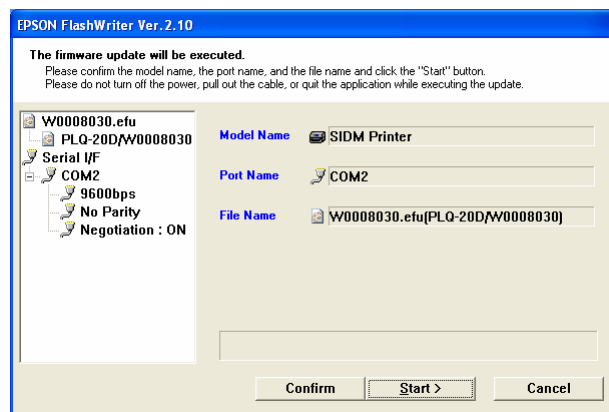 EPSON FlashWriter Ver.2.10
The firmware update will be executed.
Please confirm the model name, the port name, and the file name and click the "Start" button.
Please do not turn off the power, pull out the cable, or quit the application while executing the update.
W0008030.efu
PLQ-20D/W0008030
Serial I/F
COM2
9600bps
No Parity
Negotiation : ON
Model Name SIDM Printer
Port Name COM2
File Name W0008030.efu(PLQ-20D/W0008030)
Confirm Start > Cancel